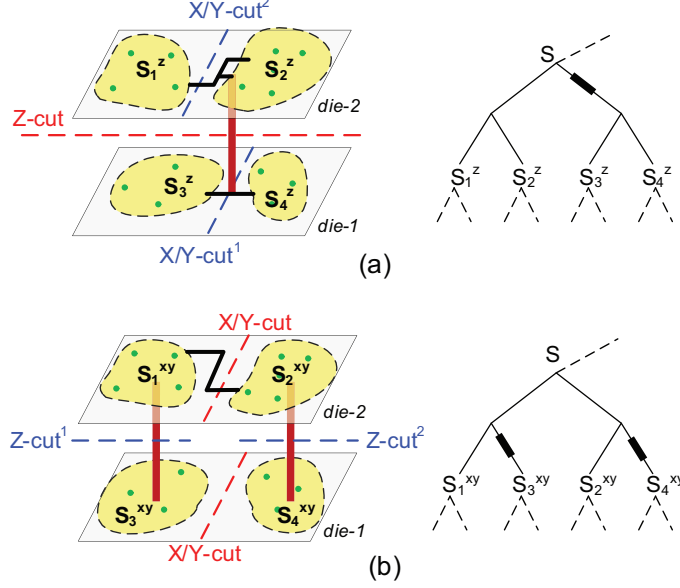 X/Y-cut²
S₁ᶻ
S₂ᶻ
die-2
Z-cut
S₃ᶻ
S₄ᶻ
die-1
X/Y-cut¹
S
S₁ᶻ S₂ᶻ S₃ᶻ S₄ᶻ
(a)
X/Y-cut
S₁ˣʸ
S₂ˣʸ
die-2
Z-cut¹
Z-cut²
S₃ˣʸ
S₄ˣʸ
die-1
X/Y-cut
S
S₁ˣʸ S₃ˣʸ S₂ˣʸ S₄ˣʸ
(b)